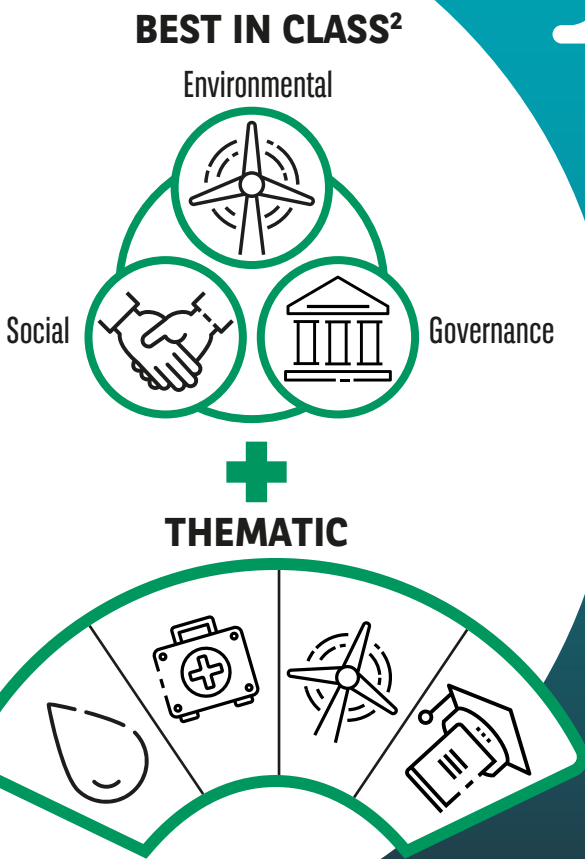 BEST IN CLASS²
Environmental
Social
Governance
THEMATIC